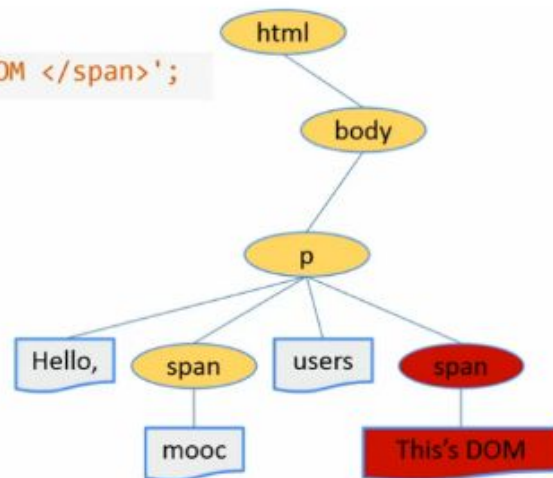 html
OM </span>';
body
p
Hello,
span
users
span
mooc
This's DOM